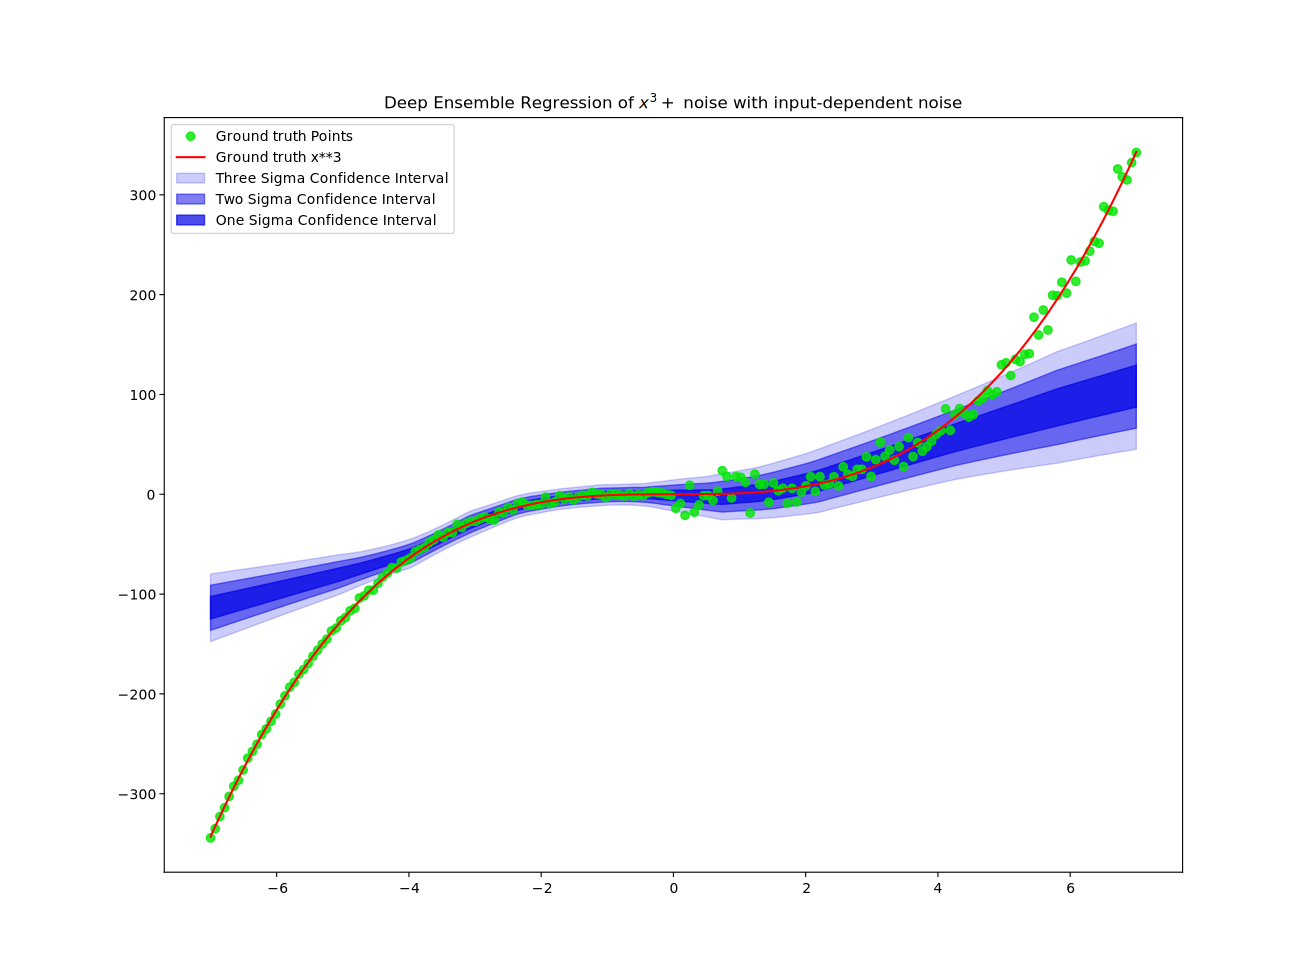 Deep Ensemble Regression of x³ + noise with input-dependent noise
Ground truth Points
Ground truth x**3
Three Sigma Confidence Interval
Two Sigma Confidence Interval
One Sigma Confidence Interval
300
200
100
0
−100
−200
−300
−6 −4 −2 0 2 4 6